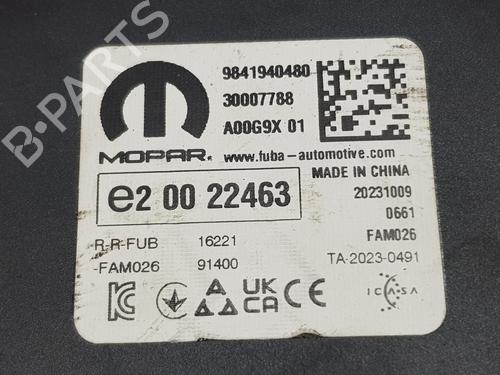 9841940480
30007788
A00G9X 01
MOPAR
www.fuba-automotive.com
e2 00 22463
MADE IN CHINA
20231009
0661
R-R-FUB 16221 FAM026
-FAM026 91400 TA-2023-0491
UK
CA
ICASA
B-PARTS